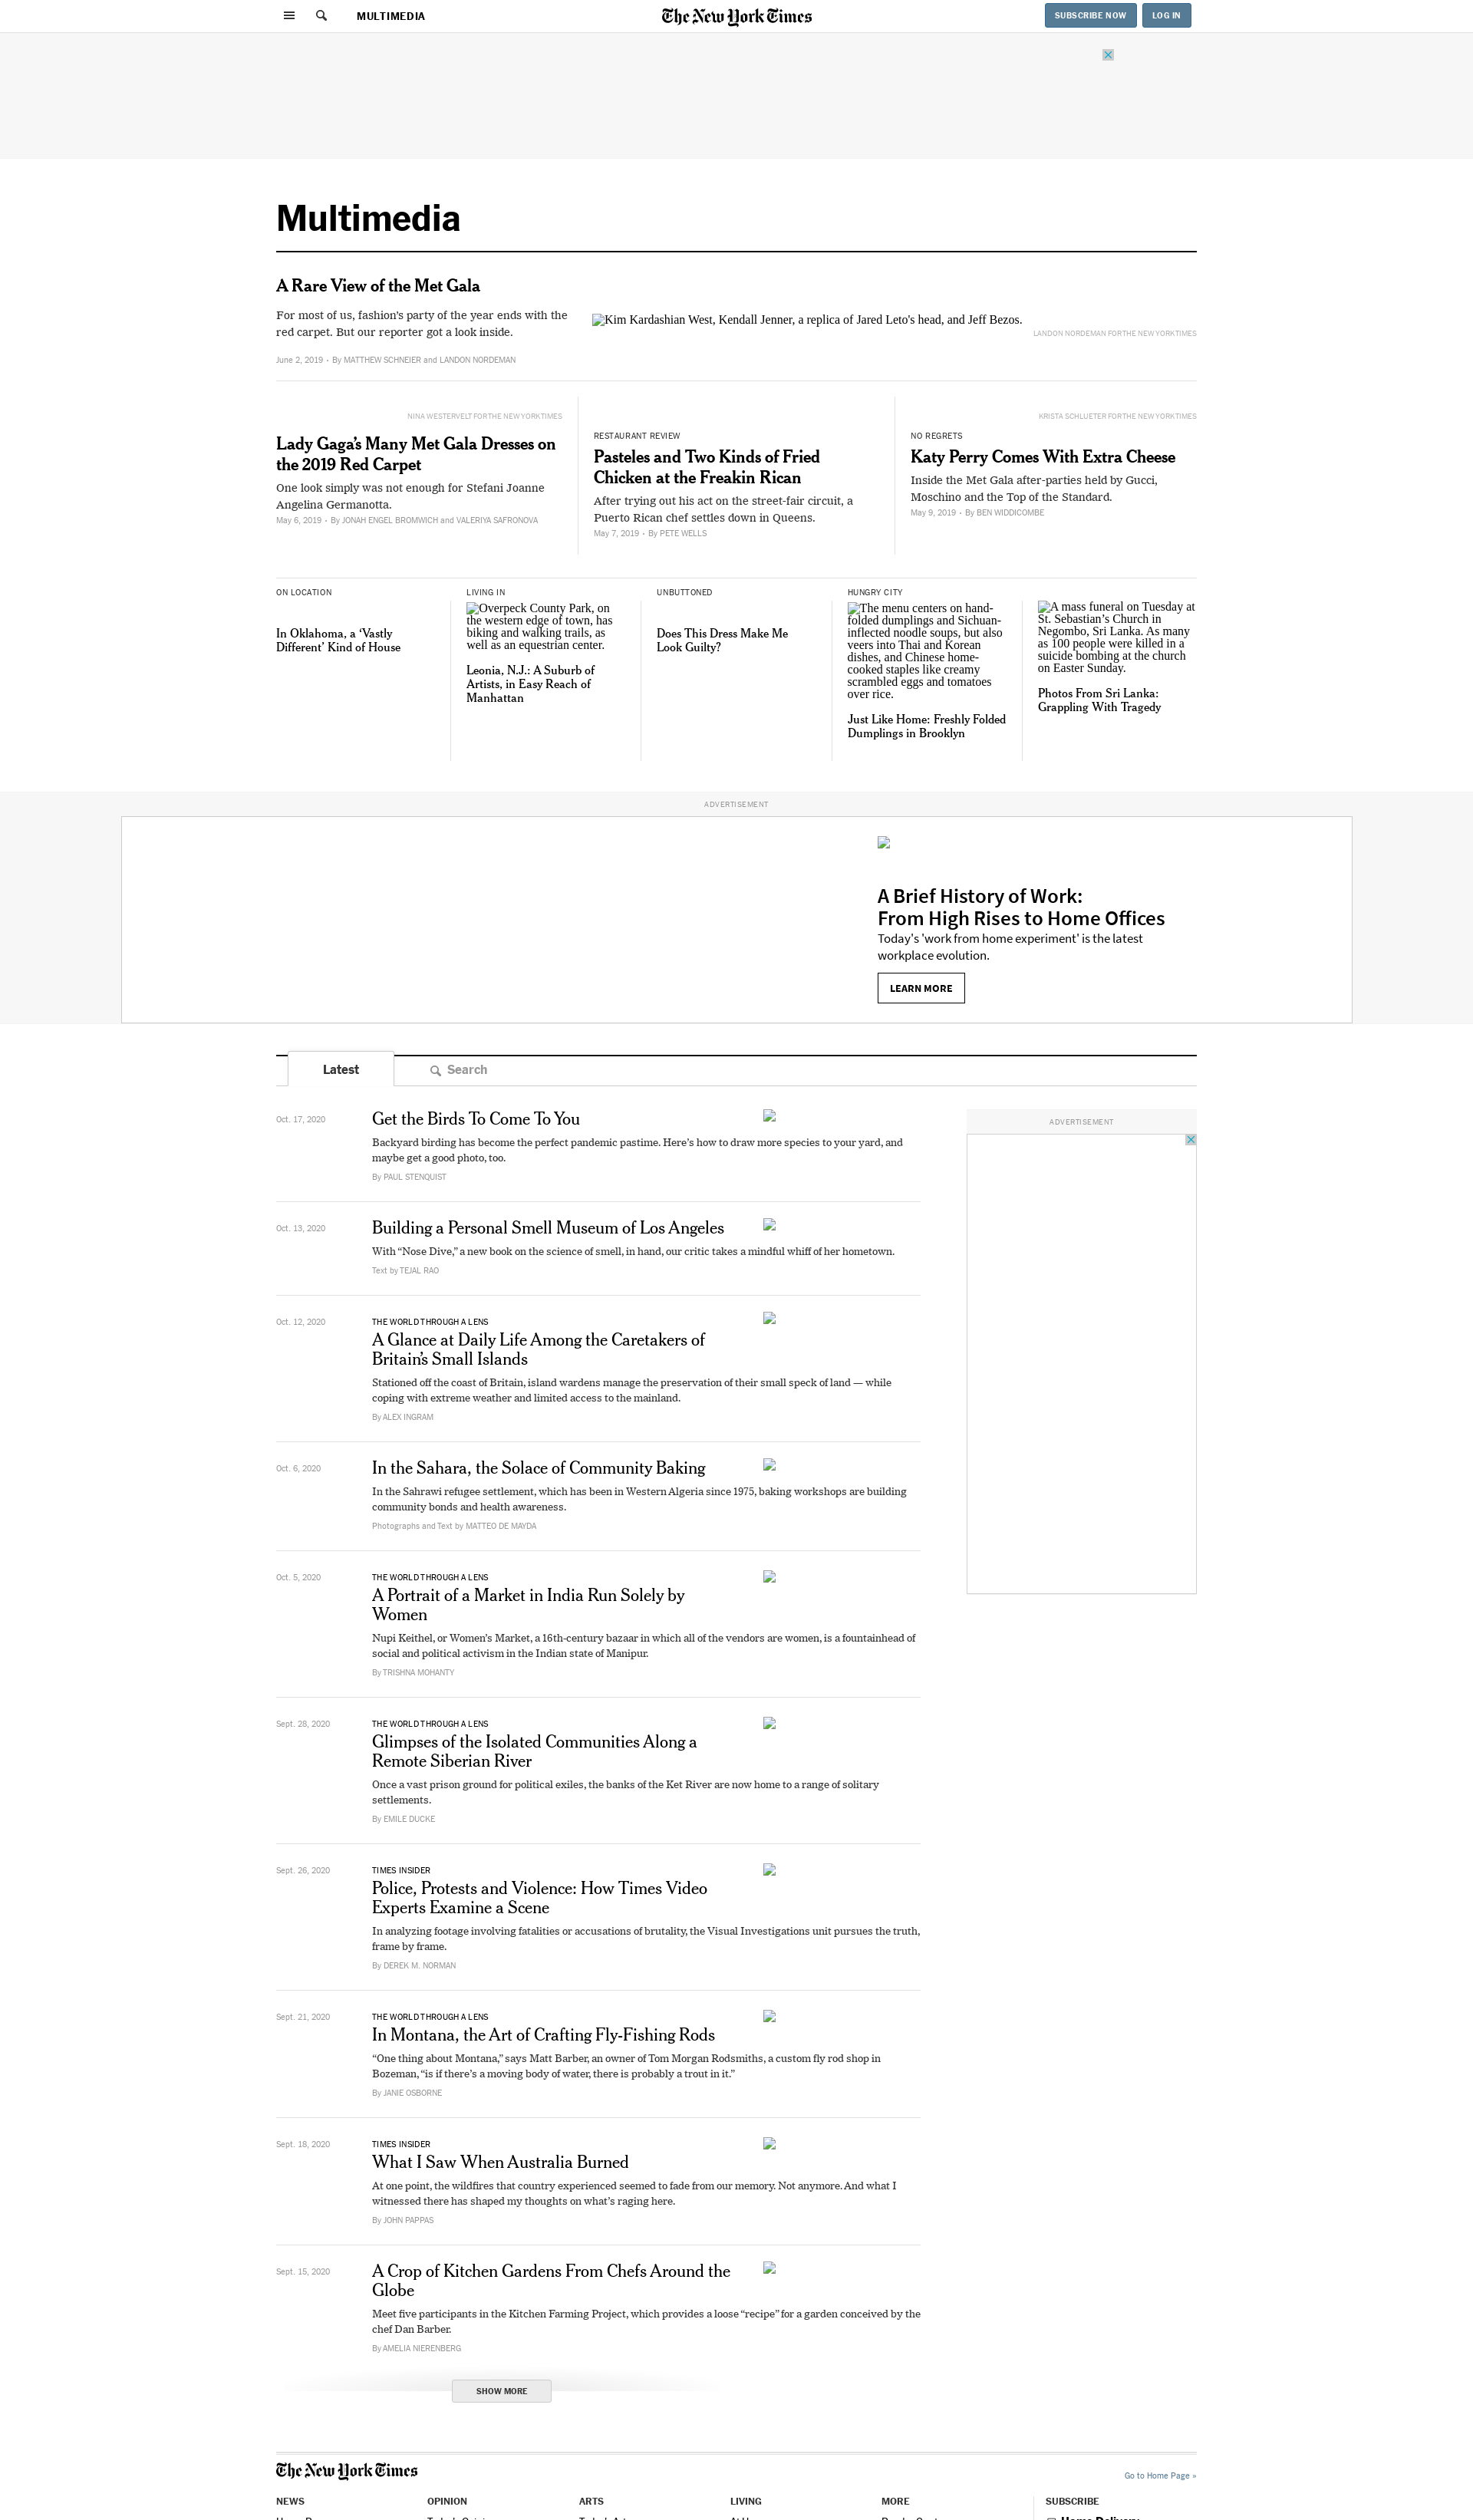 MULTIMEDIA
The New York Times
SUBSCRIBE NOW
LOG IN
Multimedia
A Rare View of the Met Gala
For most of us, fashion's party of the year ends with the
red carpet. But our reporter got a look inside.
June 2, 2019 • By MATTHEW SCHNEIER and LANDON NORDEMAN
Kim Kardashian West, Kendall Jenner, a replica of Jared Leto's head, and Jeff Bezos.
LANDON NORDEMAN FOR THE NEW YORK TIMES
NINA WESTERVELT FOR THE NEW YORK TIMES
Lady Gaga’s Many Met Gala Dresses on
the 2019 Red Carpet
One look simply was not enough for Stefani Joanne
Angelina Germanotta.
May 6, 2019 • By JONAH ENGEL BROMWICH and VALERIYA SAFRONOVA
RESTAURANT REVIEW
Pasteles and Two Kinds of Fried
Chicken at the Freakin Rican
After trying out his act on the street-fair circuit, a
Puerto Rican chef settles down in Queens.
May 7, 2019 • By PETE WELLS
KRISTA SCHLUETER FOR THE NEW YORK TIMES
NO REGRETS
Katy Perry Comes With Extra Cheese
Inside the Met Gala after-parties held by Gucci,
Moschino and the Top of the Standard.
May 9, 2019 • By BEN WIDDICOMBE
ON LOCATION
In Oklahoma, a ‘Vastly
Different’ Kind of House
LIVING IN
Overpeck County Park, on
the western edge of town, has
biking and walking trails, as
well as an equestrian center.
Leonia, N.J.: A Suburb of
Artists, in Easy Reach of
Manhattan
UNBUTTONED
Does This Dress Make Me
Look Guilty?
HUNGRY CITY
The menu centers on hand-
folded dumplings and Sichuan-
inflected noodle soups, but also
veers into Thai and Korean
dishes, and Chinese home-
cooked staples like creamy
scrambled eggs and tomatoes
over rice.
Just Like Home: Freshly Folded
Dumplings in Brooklyn
A mass funeral on Tuesday at
St. Sebastian’s Church in
Negombo, Sri Lanka. As many
as 100 people were killed in a
suicide bombing at the church
on Easter Sunday.
Photos From Sri Lanka:
Grappling With Tragedy
ADVERTISEMENT
A Brief History of Work:
From High Rises to Home Offices
Today's 'work from home experiment' is the latest
workplace evolution.
LEARN MORE
Latest
Search
ADVERTISEMENT
Oct. 17, 2020
Get the Birds To Come To You
Backyard birding has become the perfect pandemic pastime. Here’s how to draw more species to your yard, and
maybe get a good photo, too.
By PAUL STENQUIST
Oct. 13, 2020
Building a Personal Smell Museum of Los Angeles
With “Nose Dive,” a new book on the science of smell, in hand, our critic takes a mindful whiff of her hometown.
Text by TEJAL RAO
Oct. 12, 2020
THE WORLD THROUGH A LENS
A Glance at Daily Life Among the Caretakers of
Britain’s Small Islands
Stationed off the coast of Britain, island wardens manage the preservation of their small speck of land — while
coping with extreme weather and limited access to the mainland.
By ALEX INGRAM
Oct. 6, 2020
In the Sahara, the Solace of Community Baking
In the Sahrawi refugee settlement, which has been in Western Algeria since 1975, baking workshops are building
community bonds and health awareness.
Photographs and Text by MATTEO DE MAYDA
Oct. 5, 2020
THE WORLD THROUGH A LENS
A Portrait of a Market in India Run Solely by
Women
Nupi Keithel, or Women’s Market, a 16th-century bazaar in which all of the vendors are women, is a fountainhead of
social and political activism in the Indian state of Manipur.
By TRISHNA MOHANTY
Sept. 28, 2020
THE WORLD THROUGH A LENS
Glimpses of the Isolated Communities Along a
Remote Siberian River
Once a vast prison ground for political exiles, the banks of the Ket River are now home to a range of solitary
settlements.
By EMILE DUCKE
Sept. 26, 2020
TIMES INSIDER
Police, Protests and Violence: How Times Video
Experts Examine a Scene
In analyzing footage involving fatalities or accusations of brutality, the Visual Investigations unit pursues the truth,
frame by frame.
By DEREK M. NORMAN
Sept. 21, 2020
THE WORLD THROUGH A LENS
In Montana, the Art of Crafting Fly-Fishing Rods
“One thing about Montana,” says Matt Barber, an owner of Tom Morgan Rodsmiths, a custom fly rod shop in
Bozeman, “is if there’s a moving body of water, there is probably a trout in it.”
By JANIE OSBORNE
Sept. 18, 2020
TIMES INSIDER
What I Saw When Australia Burned
At one point, the wildfires that country experienced seemed to fade from our memory. Not anymore. And what I
witnessed there has shaped my thoughts on what’s raging here.
By JOHN PAPPAS
Sept. 15, 2020
A Crop of Kitchen Gardens From Chefs Around the
Globe
Meet five participants in the Kitchen Farming Project, which provides a loose “recipe” for a garden conceived by the
chef Dan Barber.
By AMELIA NIERENBERG
SHOW MORE
The New York Times
Go to Home Page »
NEWS
OPINION
ARTS
LIVING
MORE
SUBSCRIBE